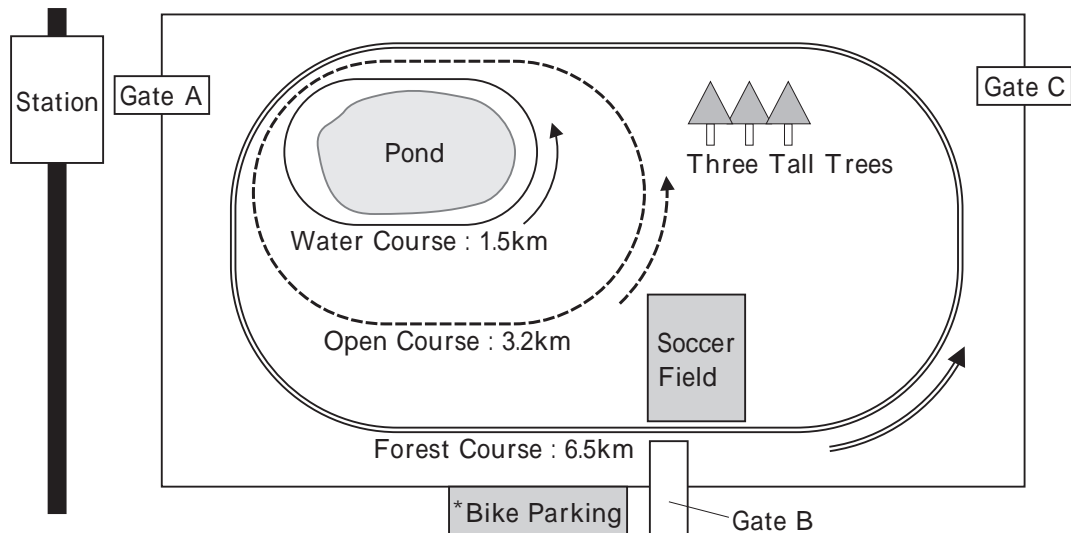 Station
Gate A
Gate C
Pond
Three Tall Trees
Water Course : 1.5km
Open Course : 3.2km
Soccer
Field
Forest Course : 6.5km
*Bike Parking
Gate B